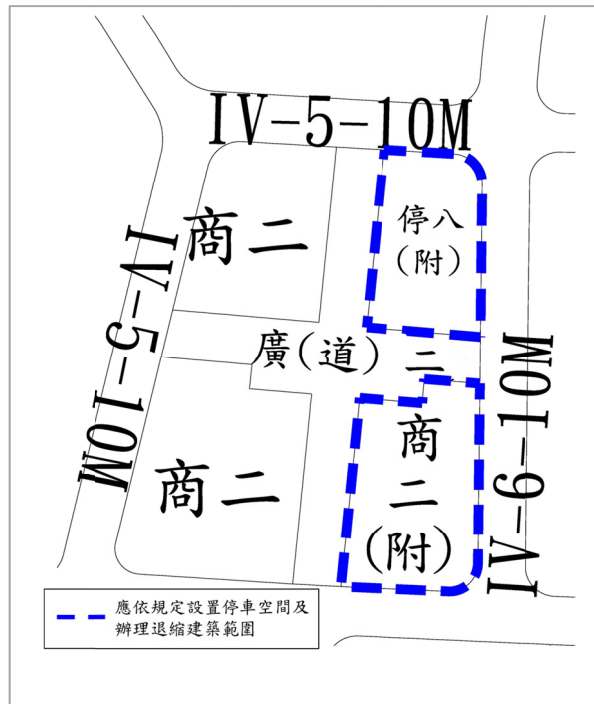 IV-5-10M
商二
停八
(附)
IV-5-10M
廣(道)二
IV-6-10M
商二
商
二
(附)
應依規定設置停車空間及
辦理退縮建築範圍